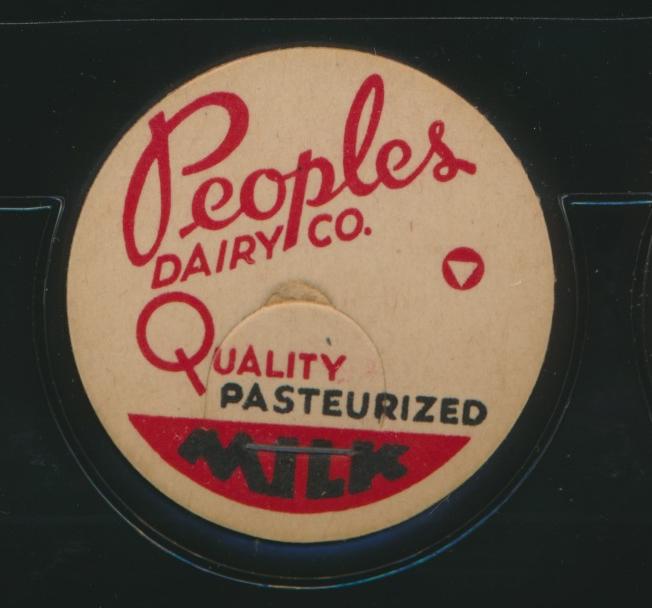 Peoples
DAIRY CO.
QUALITY
PASTEURIZED
MILK